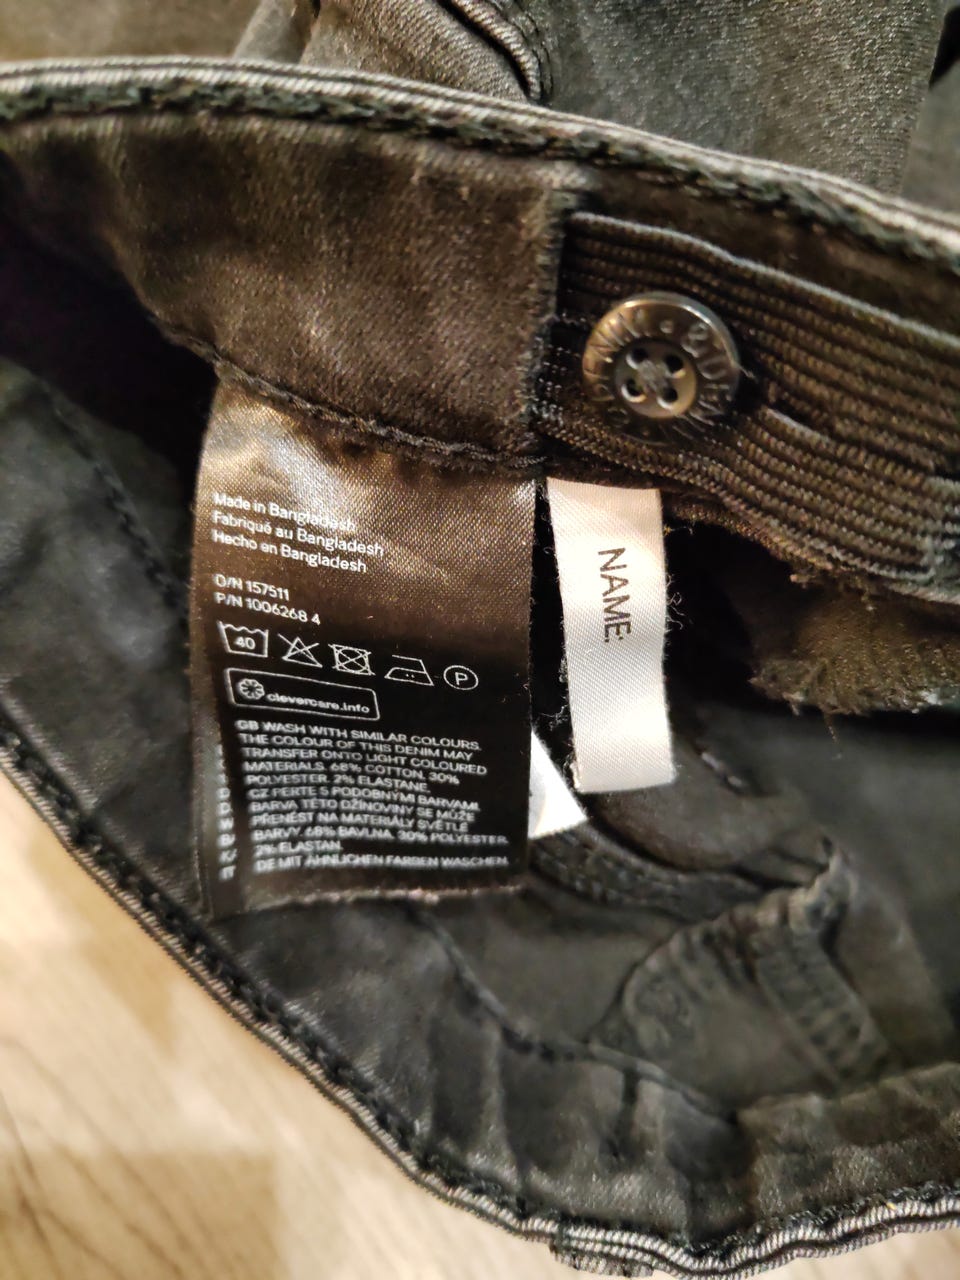 Made in Bangladesh
Fabriqué au Bangladesh
Hecho en Bangladesh
O/N 157511
P/N 1006268 4
40 P
clevercare.info
GB WASH WITH SIMILAR COLOURS.
THE COLOUR OF THIS DENIM MAY
TRANSFER ONTO LIGHT COLOURED
MATERIALS. 68% COTTON, 30%
POLYESTER, 2% ELASTANE.
CZ PERTE S PODOBNÝMI BARVAMI.
BARVA TÉTO DŽÍNOVINY SE MŮŽE
PŘENÉST NA MATERIÁLY SVĚTLÉ
BARVY. 68% BAVLNA, 30% POLYESTER,
2% ELASTAN.
DE MIT ÄHNLICHEN FARBEN WASCHEN.
NAME: